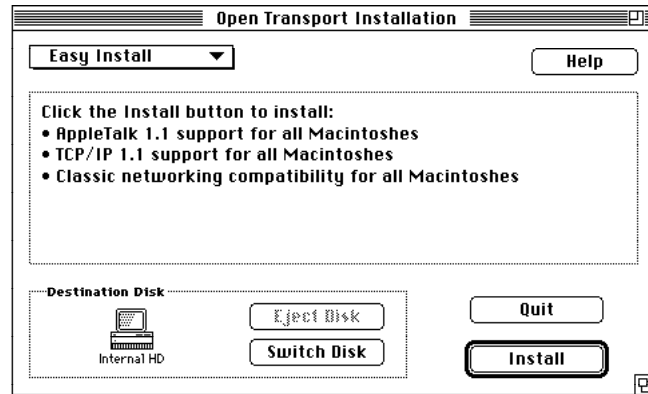 Open Transport Installation
Easy Install
Help
Click the Install button to install:
• AppleTalk 1.1 support for all Macintoshes
• TCP/IP 1.1 support for all Macintoshes
• Classic networking compatibility for all Macintoshes
Destination Disk
Internal HD
Eject Disk
Switch Disk
Quit
Install